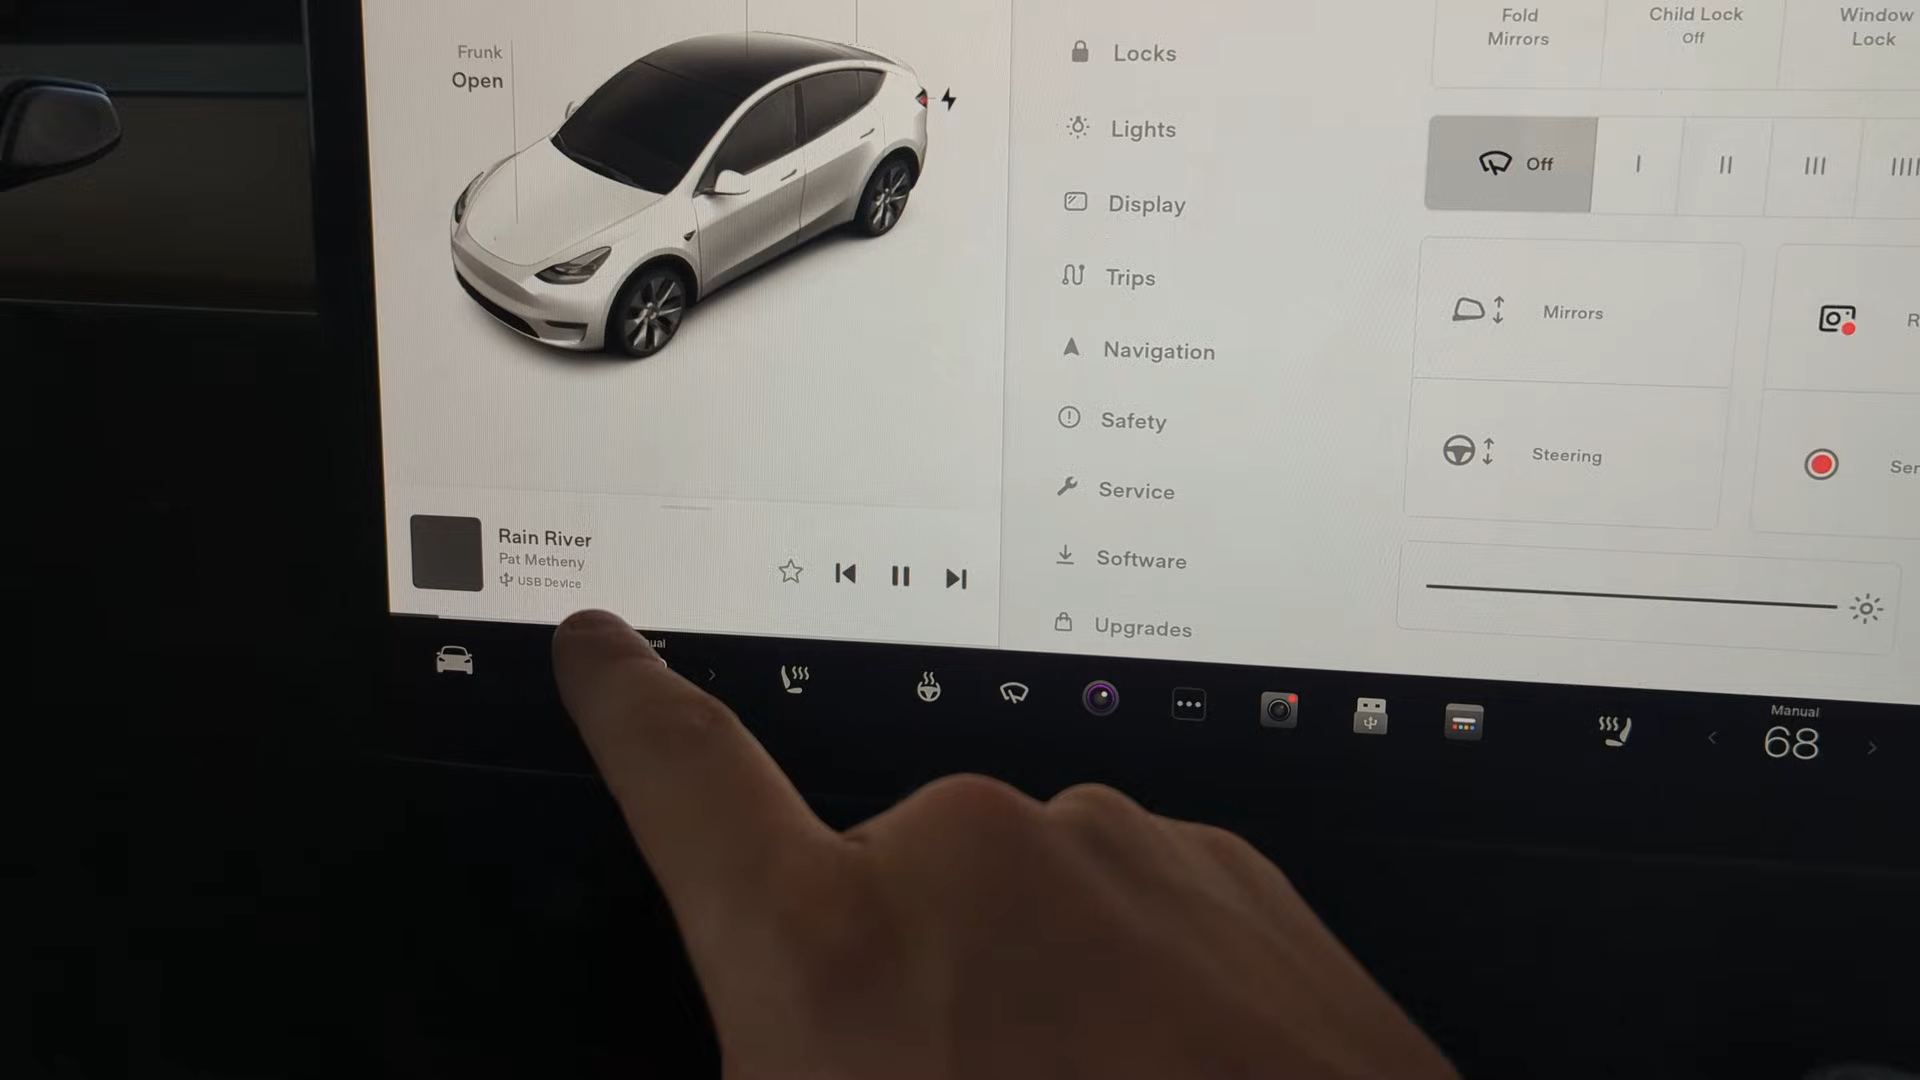 Frunk
Open
Locks
Lights
Display
Trips
Navigation
Safety
Service
Software
Upgrades
Fold
Mirrors
Child Lock
Off
Window
Lock
Off
Mirrors
Steering
Rain River
Pat Metheny
USB Device
Manual
68